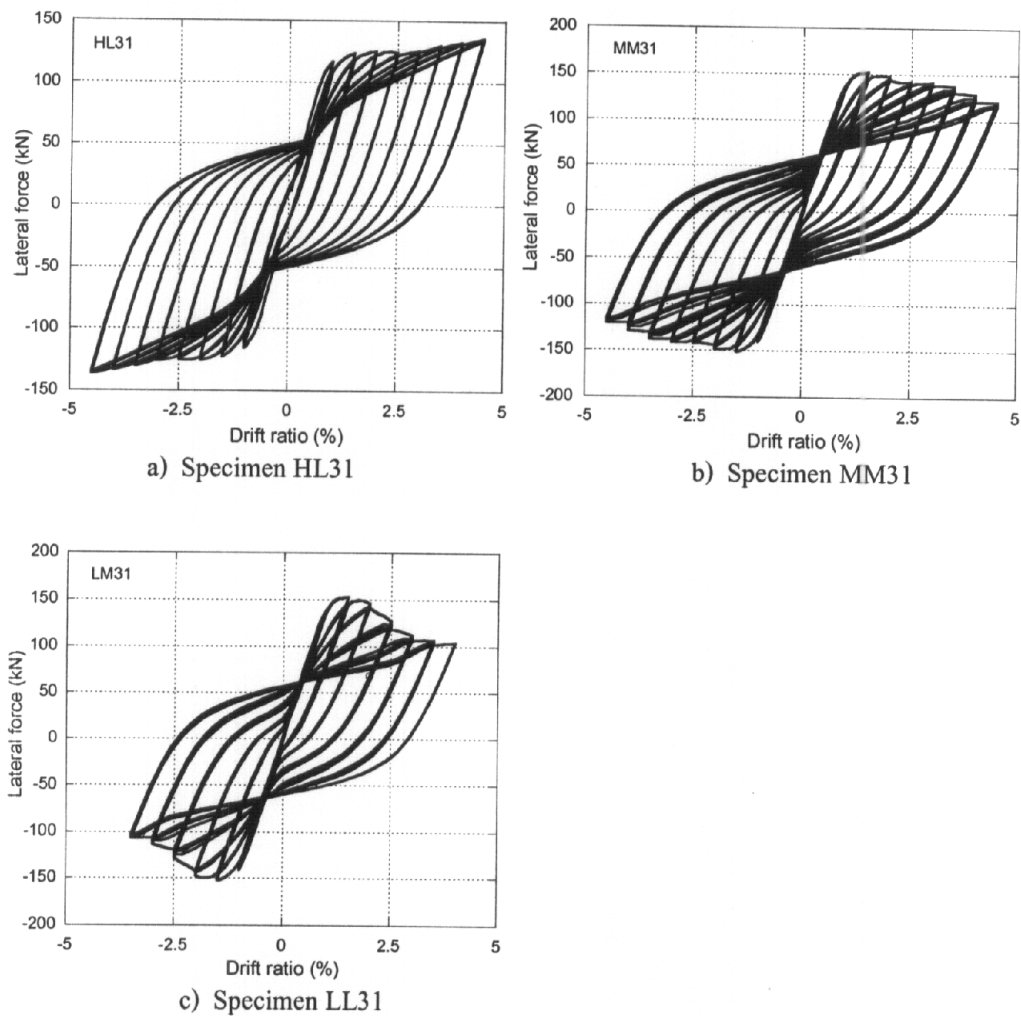 150
100
50
0
-50
-100
-150
HL31
Lateral force (kN)
-5 -2.5 0 2.5 5
Drift ratio (%)
a) Specimen HL31
200
150
100
50
0
-50
-100
-150
-200
MM31
Lateral force (kN)
-5 -2.5 0 2.5 5
Drift ratio (%)
b) Specimen MM31
200
150
100
50
0
-50
-100
-150
-200
LM31
Lateral force (kN)
-5 -2.5 0 2.5 5
Drift ratio (%)
c) Specimen LL31